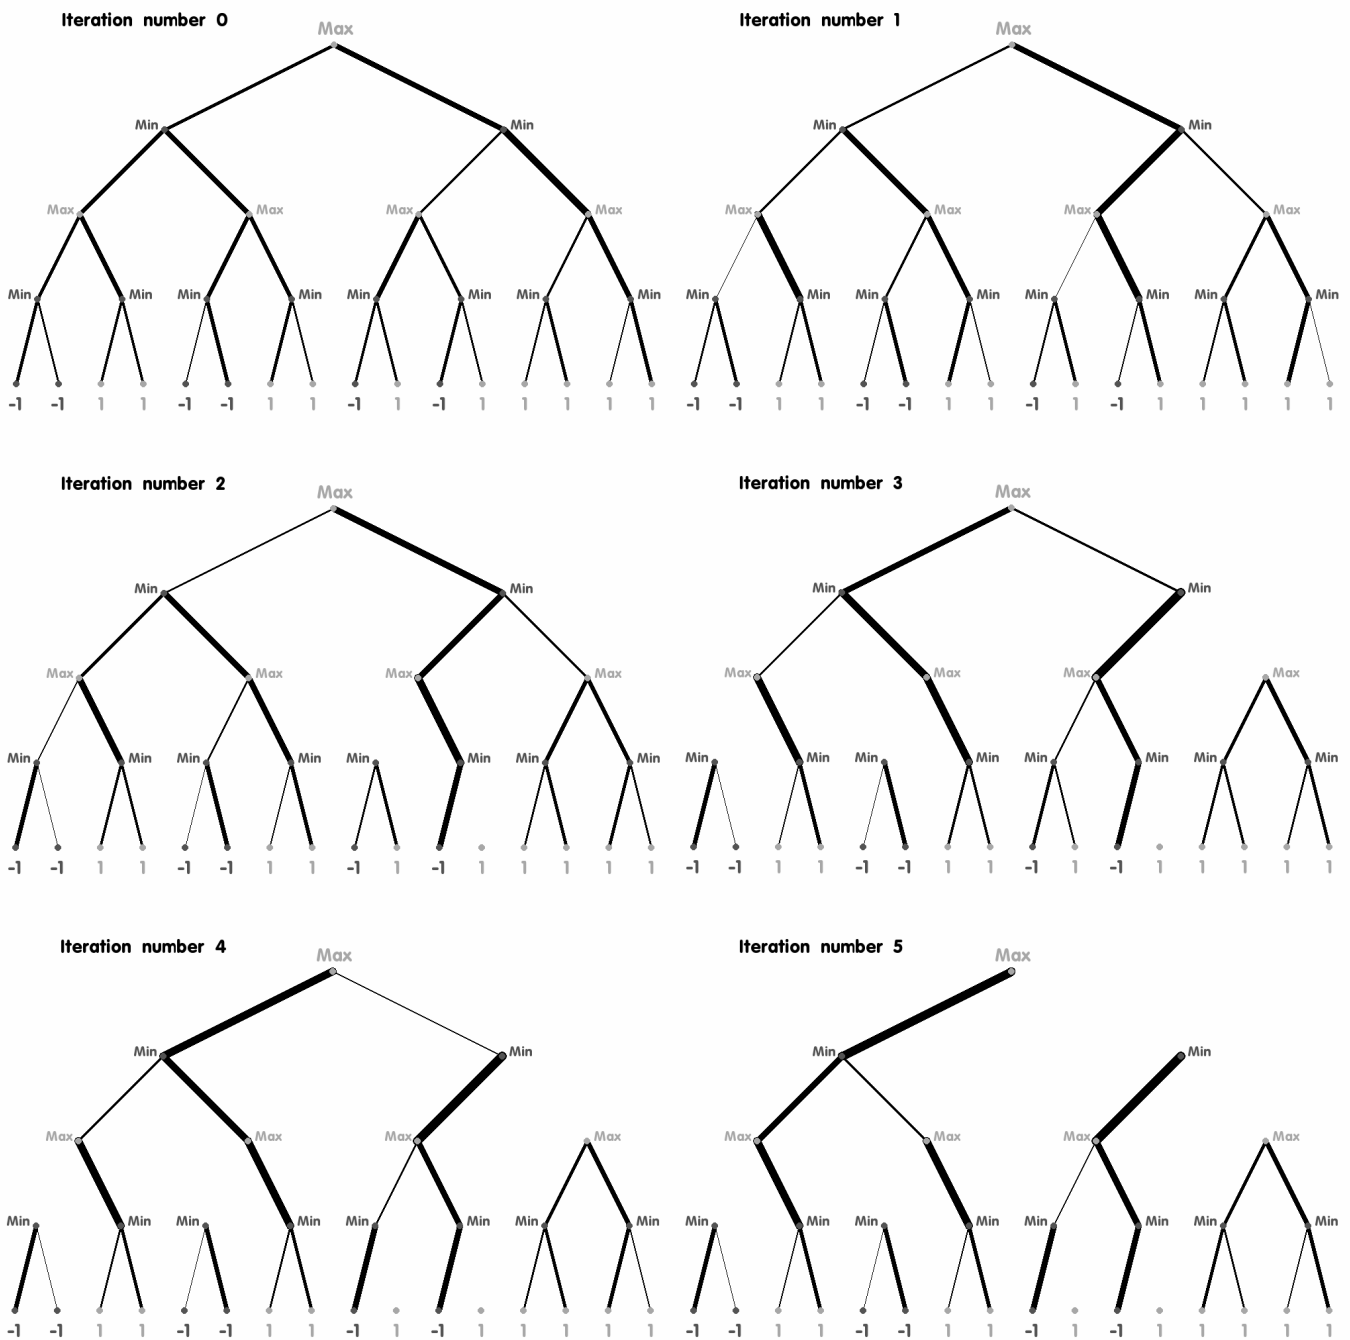 Iteration number 0
Max
Min Min
Max Max Max Max
Min Min Min Min Min Min Min Min
-1 -1 1 1 -1 -1 1 1 -1 1 -1 1 1 1 1 1
Iteration number 1
Max
Min Min
Max Max Max Max
Min Min Min Min Min Min Min Min
-1 -1 1 1 -1 -1 1 1 -1 1 -1 1 1 1 1 1
Iteration number 2
Max
Min Min
Max Max Max Max
Min Min Min Min Min Min Min Min
-1 -1 1 1 -1 -1 1 1 -1 1 -1 1 1 1 1 1
Iteration number 3
Max
Min Min
Max Max Max Max
Min Min Min Min Min Min Min Min
-1 -1 1 1 -1 -1 1 1 -1 1 -1 1 1 1 1 1
Iteration number 4
Max
Min Min
Max Max Max Max
Min Min Min Min Min Min Min Min
-1 -1 1 1 -1 -1 1 1 -1 1 -1 1 1 1 1 1
Iteration number 5
Max
Min Min
Max Max Max Max
Min Min Min Min Min Min Min Min
-1 -1 1 1 -1 -1 1 1 -1 1 -1 1 1 1 1 1